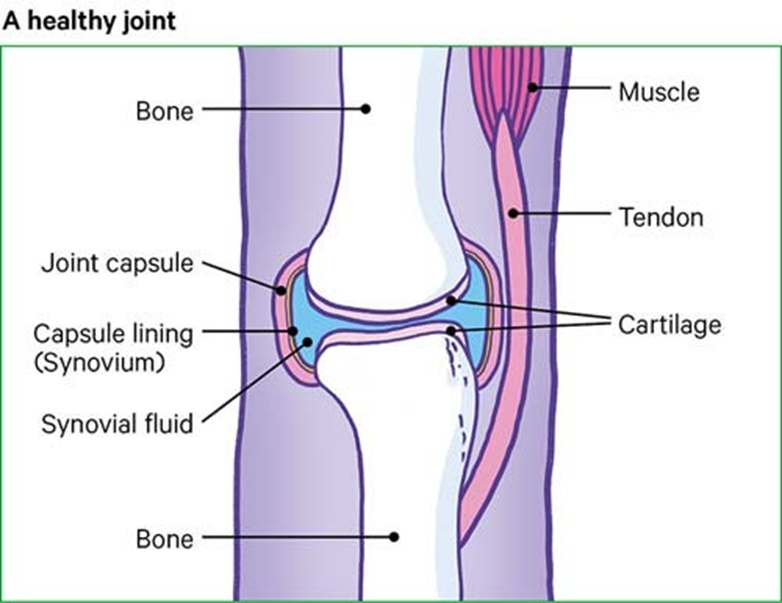 A healthy joint
Bone
Joint capsule
Capsule lining
(Synovium)
Synovial fluid
Bone
Muscle
Tendon
Cartilage